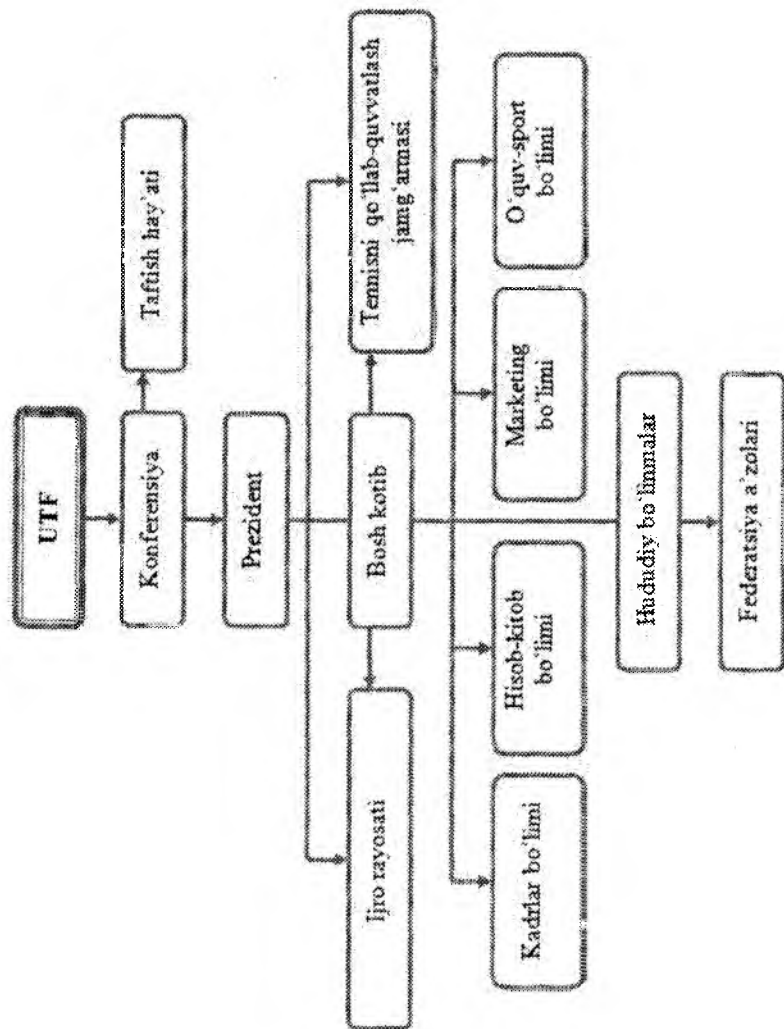 UTF
Konferensiya
Taftish hay'ati
Prezident
Ijro rayosati
Bosh kotib
Tennisni qo`llab-quvvatlash
jamg`armasi
Kadrlar bo`limi
Hisob-kitob
bo`limi
Marketing
bo`limi
O`quv-sport
bo`limi
Hududiy bo`linmalar
Federatsiya a`zolari